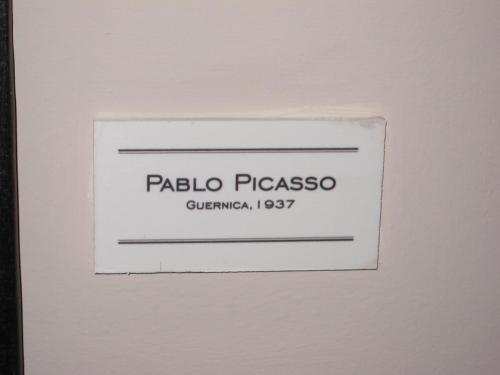 PABLO PICASSO
GUERNICA, 1937